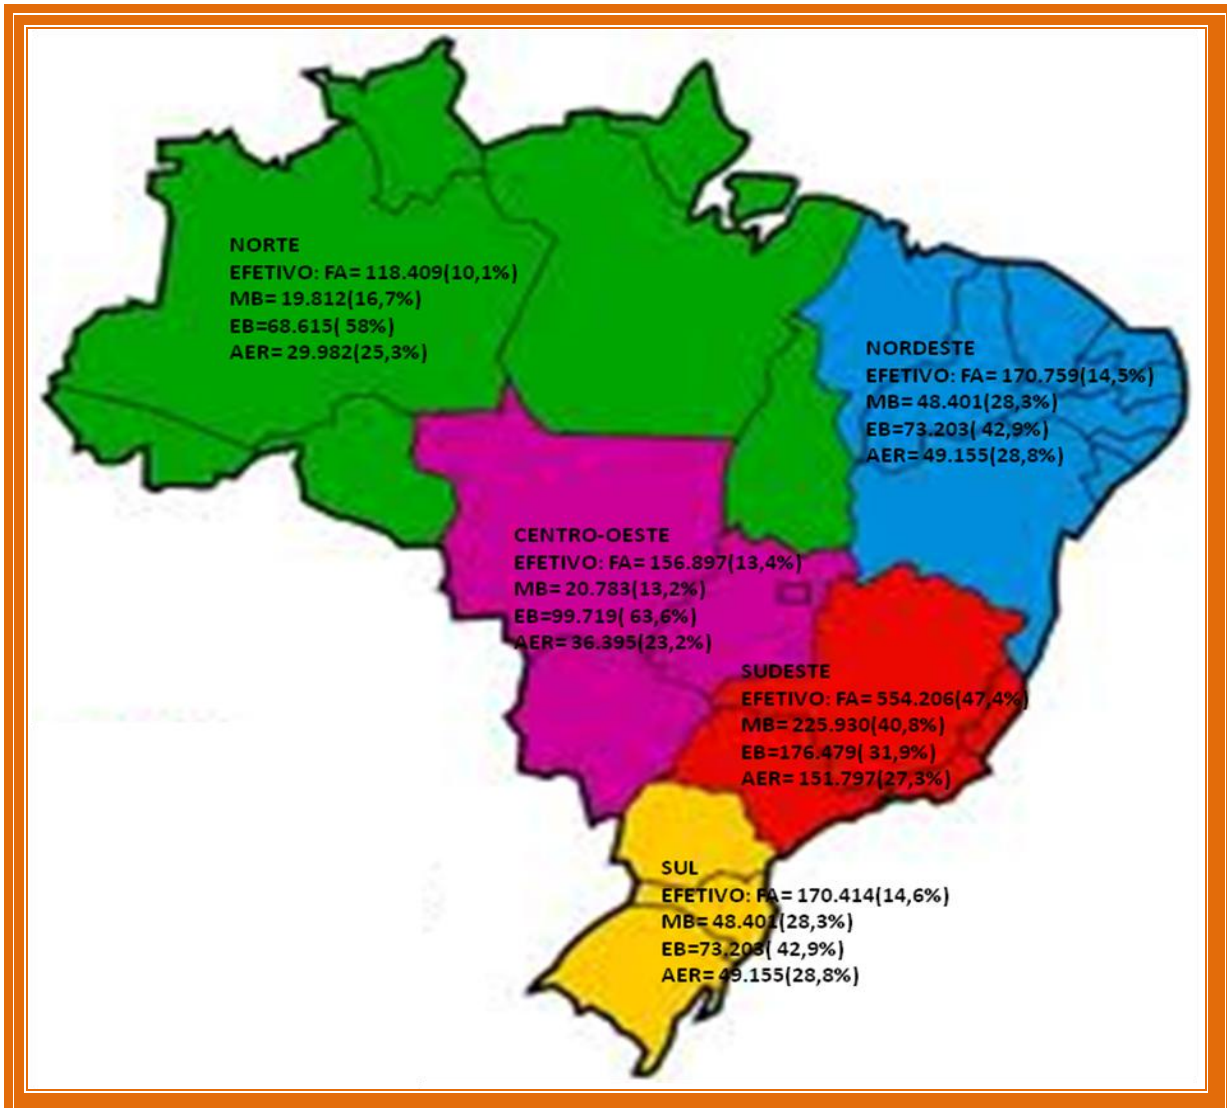 NORTE
EFETIVO: FA= 118.409(10,1%)
MB= 19.812(16,7%)
EB=68.615( 58%)
AER= 29.982(25,3%)
NORDESTE
EFETIVO: FA= 170.759(14,5%)
MB= 48.401(28,3%)
EB=73.203( 42,9%)
AER= 49.155(28,8%)
CENTRO-OESTE
EFETIVO: FA= 156.897(13,4%)
MB= 20.783(13,2%)
EB=99.719( 63,6%)
AER= 36.395(23,2%)
SUDESTE
EFETIVO: FA= 554.206(47,4%)
MB= 225.930(40,8%)
EB=176.479( 31,9%)
AER= 151.797(27,3%)
SUL
EFETIVO: FA= 170.414(14,6%)
MB= 48.401(28,3%)
EB=73.203( 42,9%)
AER= 49.155(28,8%)